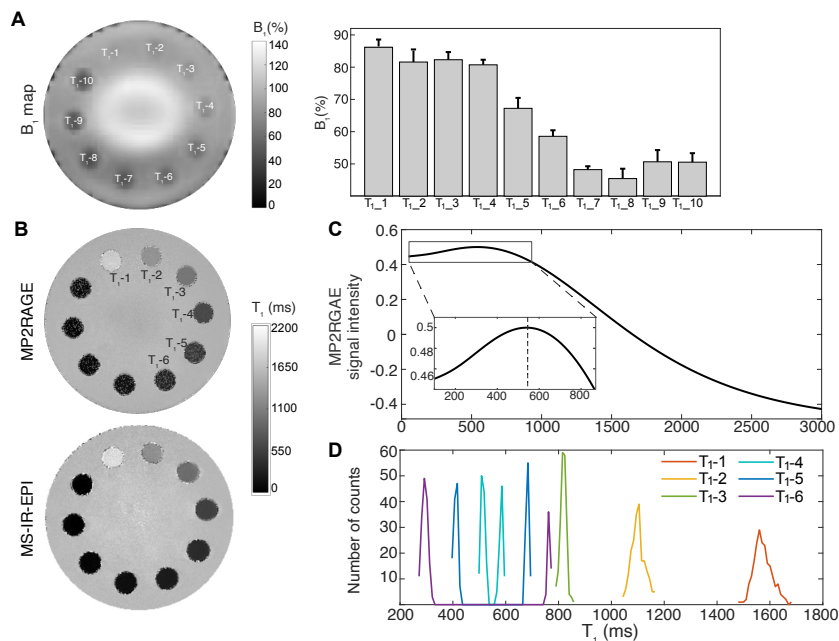 A
B₁ map
T₁-1
T₁-2
T₁-3
T₁-4
T₁-5
T₁-6
T₁-7
T₁-8
T₁-9
T₁-10
B₁(%)
140
120
100
80
60
40
20
0
B₁(%)
90
80
70
60
50
T₁_1 T₁_2 T₁_3 T₁_4 T₁_5 T₁_6 T₁_7 T₁_8 T₁_9 T₁_10
B
MP2RAGE
T₁-1
T₁-2
T₁-3
T₁-4
T₁-5
T₁-6
MS-IR-EPI
T₁ (ms)
2200
1650
1100
550
0
C
MP2RGAE
signal intensity
0.6
0.4
0.2
0
-0.2
-0.4
0 500 1000 1500 2000 2500 3000
0.5
0.48
0.46
200 400 600 800
D
Number of counts
60
50
40
30
20
10
T₁-1 T₁-4
T₁-2 T₁-5
T₁-3 T₁-6
200 400 600 800 1000 1200 1400 1600 1800
T₁ (ms)